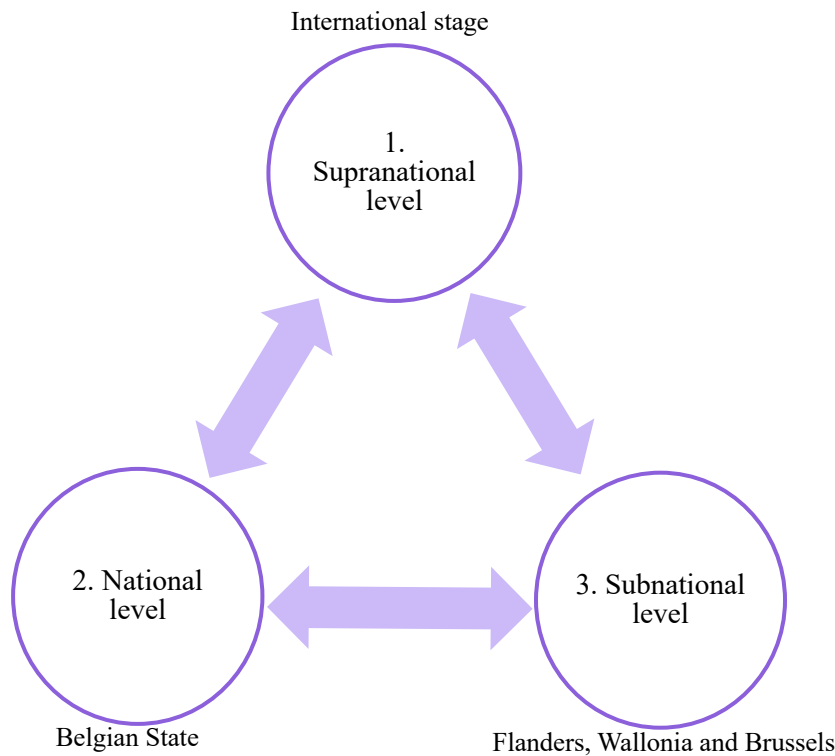 International stage
1.
Supranational
level
2. National
level
3. Subnational
level
Belgian State
Flanders, Wallonia and Brussels